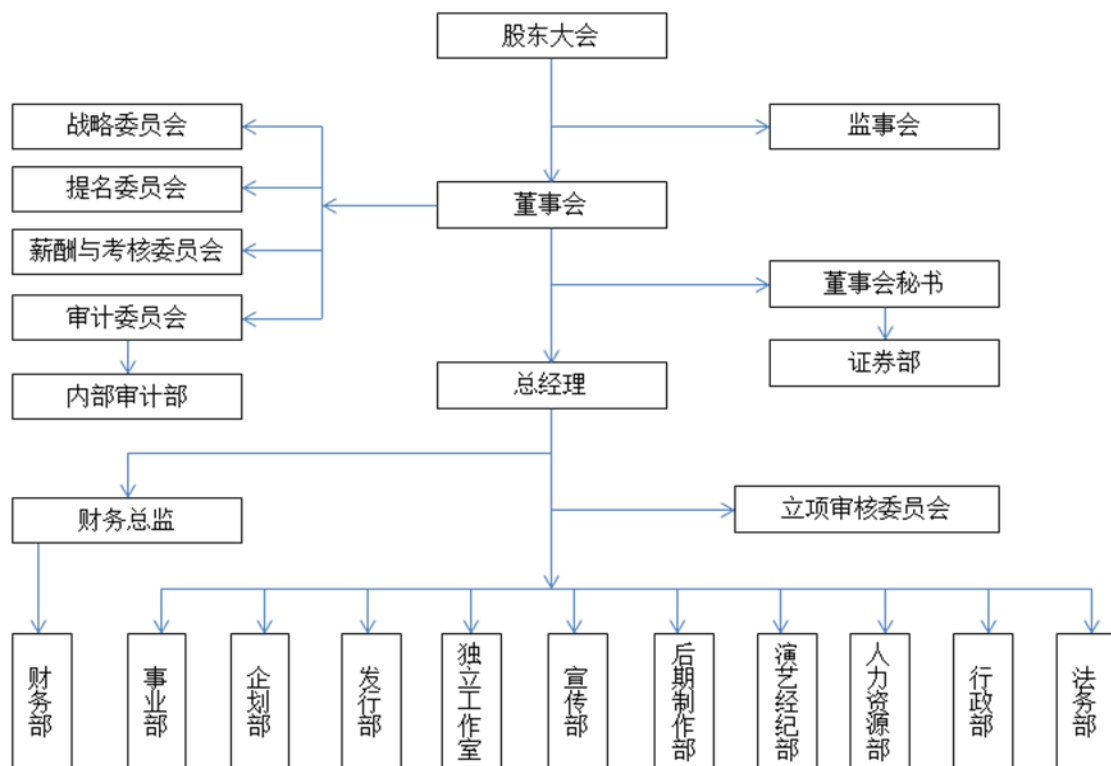 股东大会
战略委员会
监事会
提名委员会
董事会
薪酬与考核委员会
董事会秘书
审计委员会
证券部
内部审计部
总经理
财务总监
立项审核委员会
财务部
事业部
企划部
发行部
独立工作室
宣传部
后期制作部
演艺经纪部
人力资源部
行政部
法务部